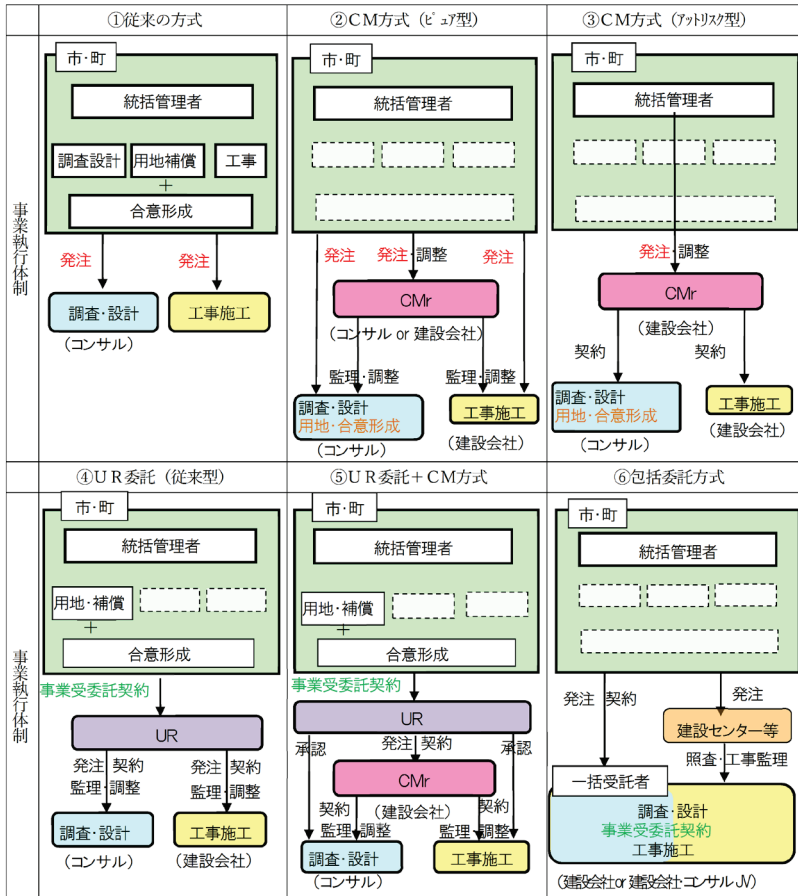 ①従来の方式
②CM方式（ﾋﾟｭｱ型）
③CM方式（ｱｯﾄﾘｽｸ型）
事業執行体制
市・町
統括管理者
調査設計
用地補償
工事
＋
合意形成
発注
発注
調査・設計
工事施工
(コンサル)
市・町
統括管理者
発注
発注・調整
発注
CMr
(コンサル or 建設会社)
監理・調整
監理・調整
調査・設計
用地・合意形成
(コンサル)
工事施工
(建設会社)
市・町
統括管理者
発注・調整
CMr
(建設会社)
契約
契約
調査・設計
用地・合意形成
(コンサル)
工事施工
(建設会社)
④UR委託（従来型）
⑤UR委託＋CM方式
⑥包括委託方式
事業執行体制
市・町
統括管理者
用地・補償
＋
合意形成
事業受委託契約
UR
発注 契約
監理・調整
発注 契約
監理・調整
調査・設計
(コンサル)
工事施工
(建設会社)
市・町
統括管理者
用地・補償
＋
合意形成
事業受委託契約
UR
承認
発注 契約
承認
CMr
(建設会社)
契約
監理・調整
契約
監理・調整
調査・設計
(コンサル)
工事施工
市・町
統括管理者
発注 契約
発注
建設センター等
照査・工事監理
一括受託者
調査・設計
事業受委託契約
工事施工
(建設会社or 建設会社・コンサルJV)